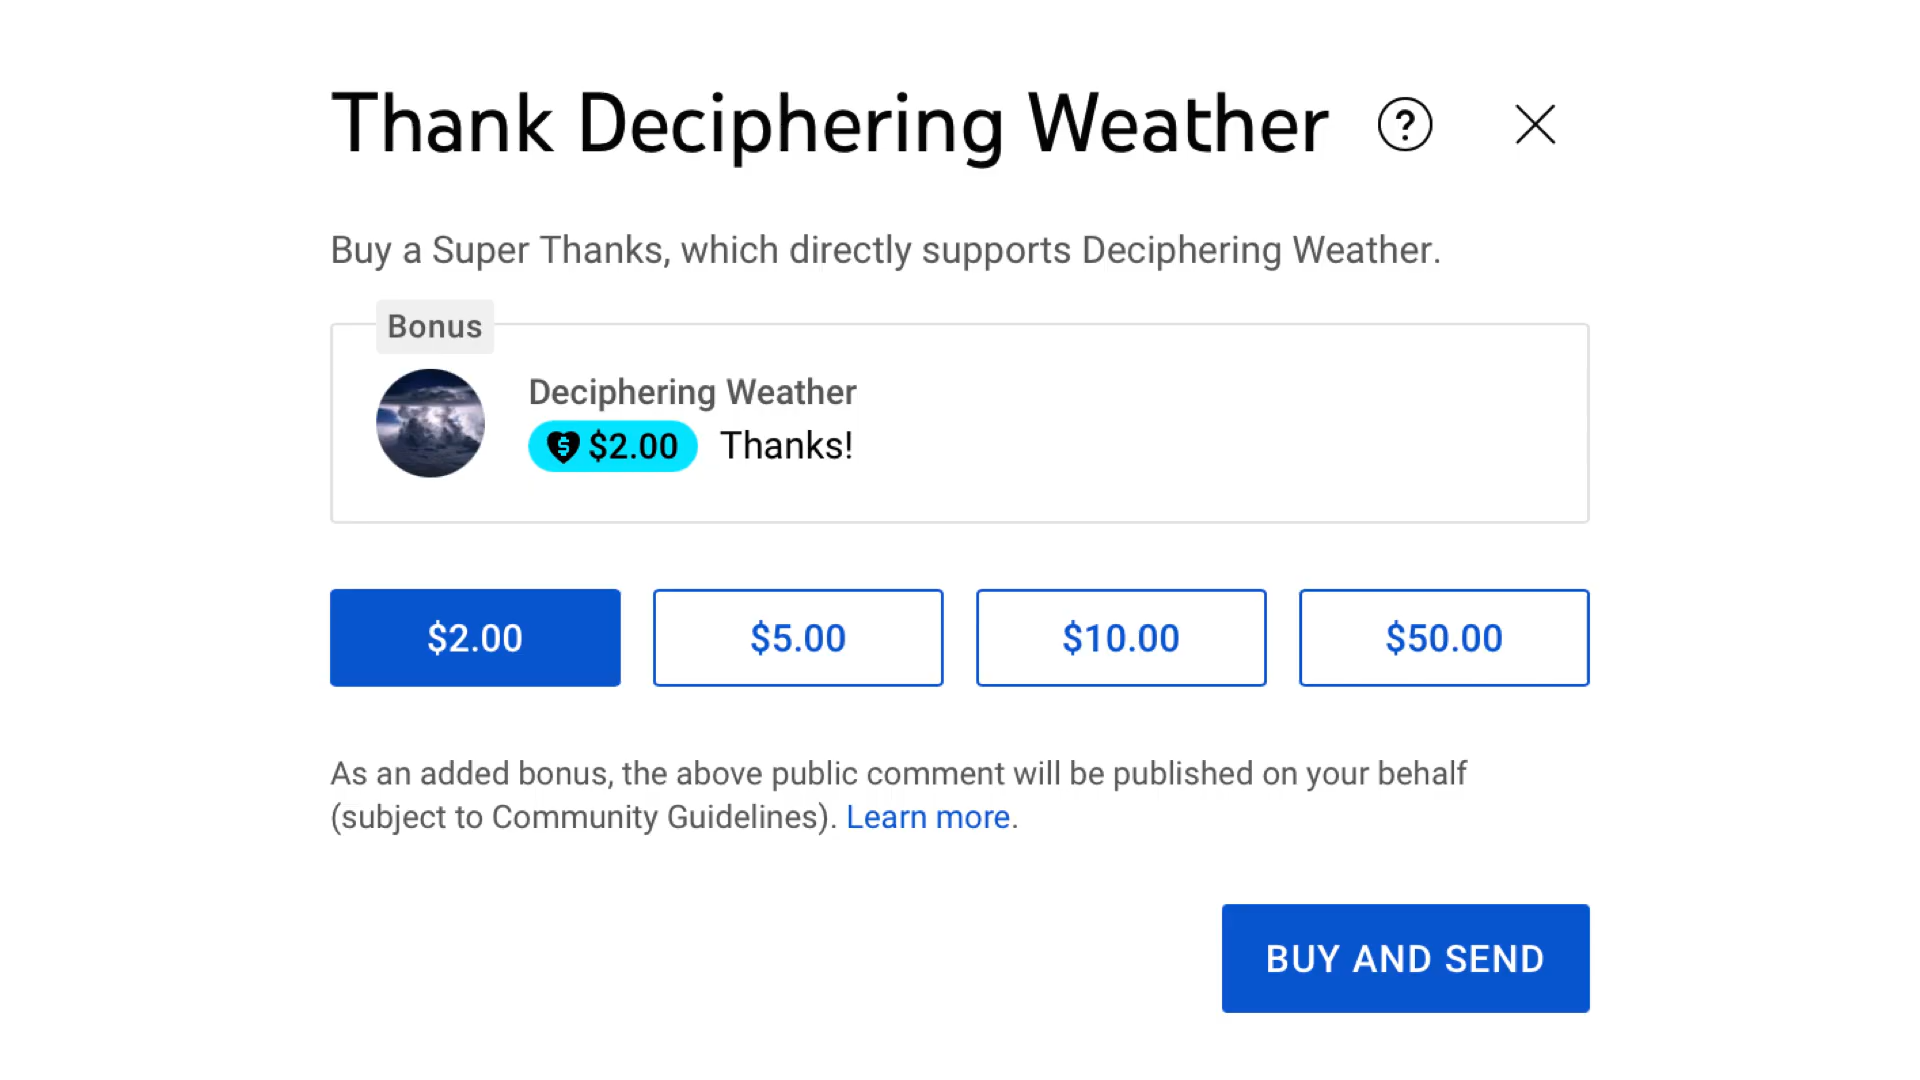 Thank Deciphering Weather ?
Buy a Super Thanks, which directly supports Deciphering Weather.
Bonus
Deciphering Weather
$ $2.00 Thanks!
$2.00 $5.00 $10.00 $50.00
As an added bonus, the above public comment will be published on your behalf
(subject to Community Guidelines). Learn more.
BUY AND SEND